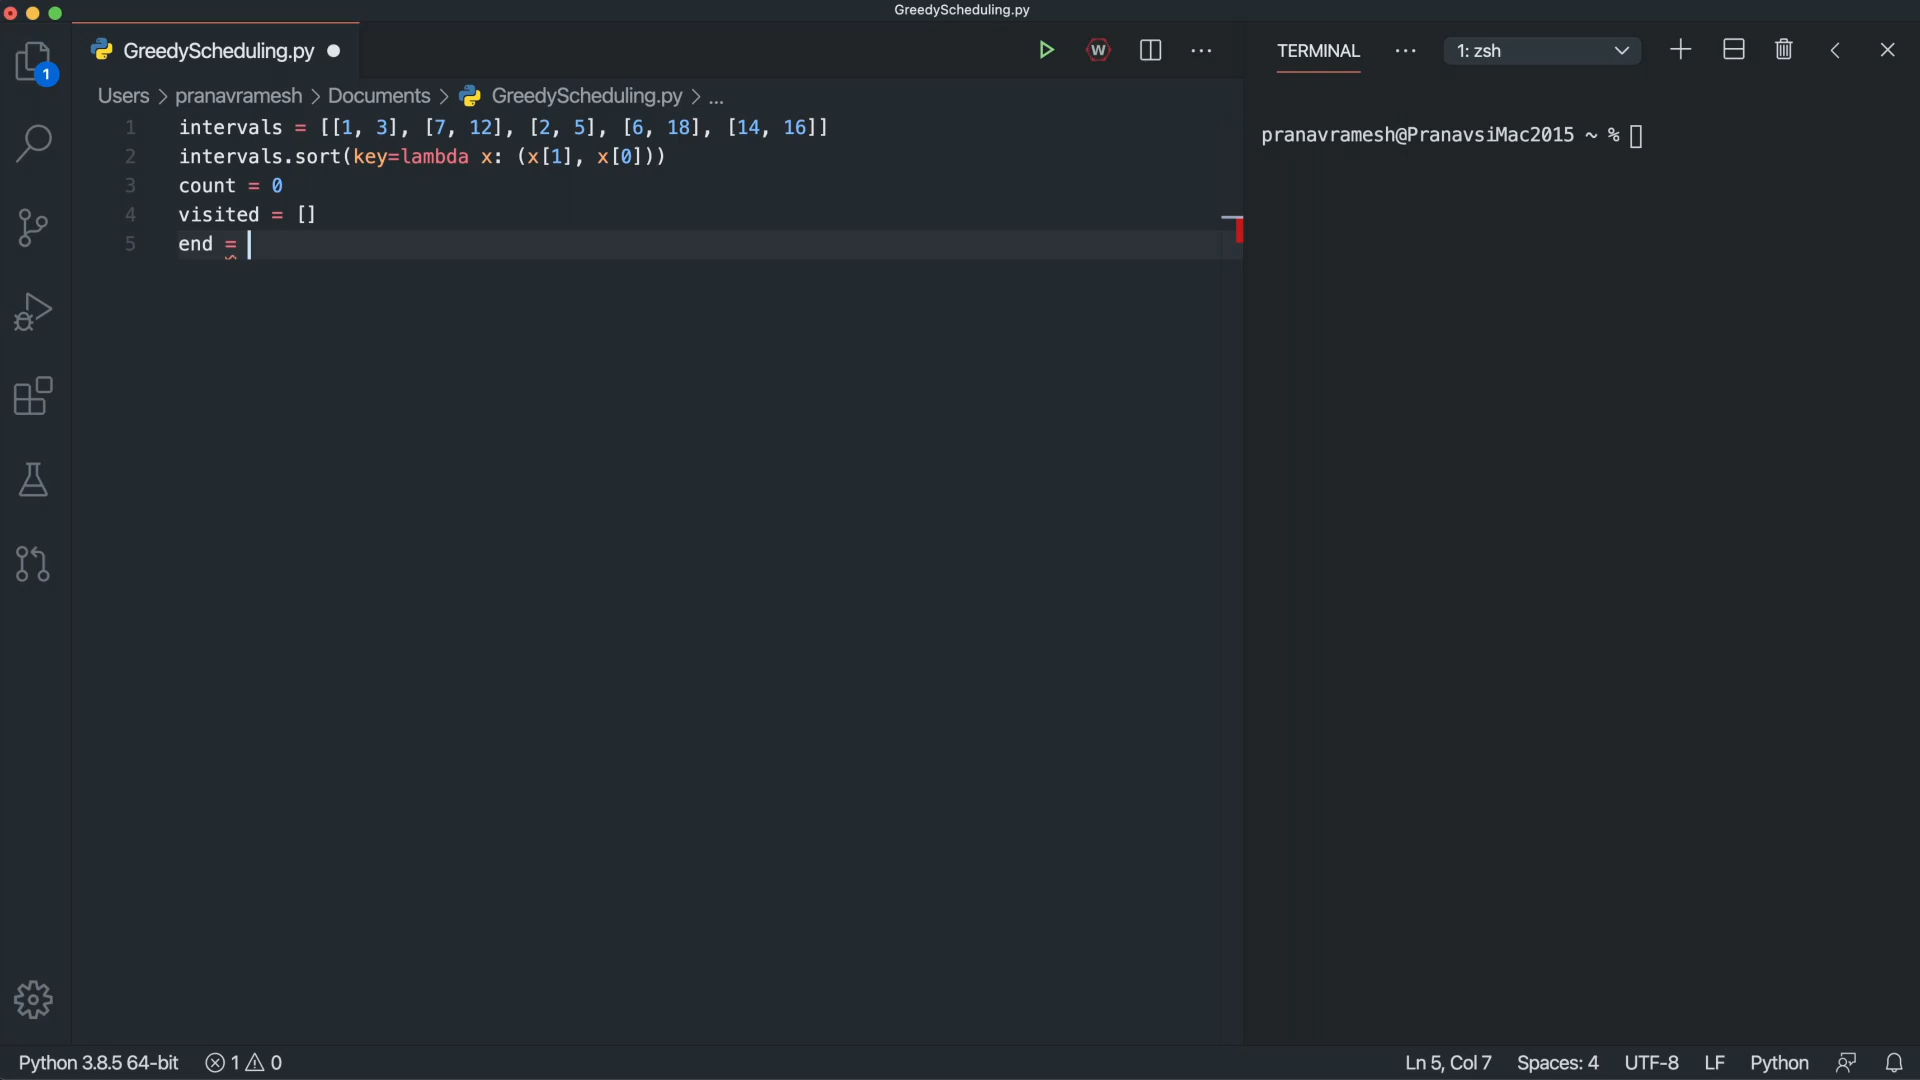 GreedyScheduling.py
GreedyScheduling.py
1
W
TERMINAL
1: zsh
Users > pranavramesh > Documents > GreedyScheduling.py > ...
1 intervals = [[1, 3], [7, 12], [2, 5], [6, 18], [14, 16]]
2 intervals.sort(key=lambda x: (x[1], x[0]))
3 count = 0
4 visited = []
5 end =
pranavramesh@PranavsiMac2015 ~ %
Python 3.8.5 64-bit 1 0 Ln 5, Col 7 Spaces: 4 UTF-8 LF Python